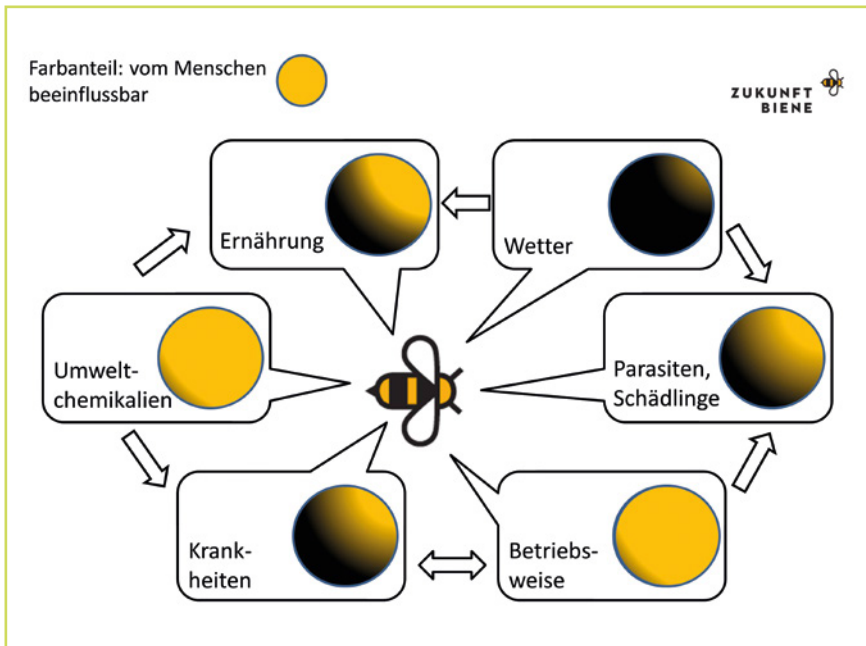 Farbanteil: vom Menschen
beeinflussbar
ZUKUNFT
BIENE
Ernährung
Wetter
Umwelt-
chemikalien
Parasiten,
Schädlinge
Krank-
heiten
Betriebs-
weise